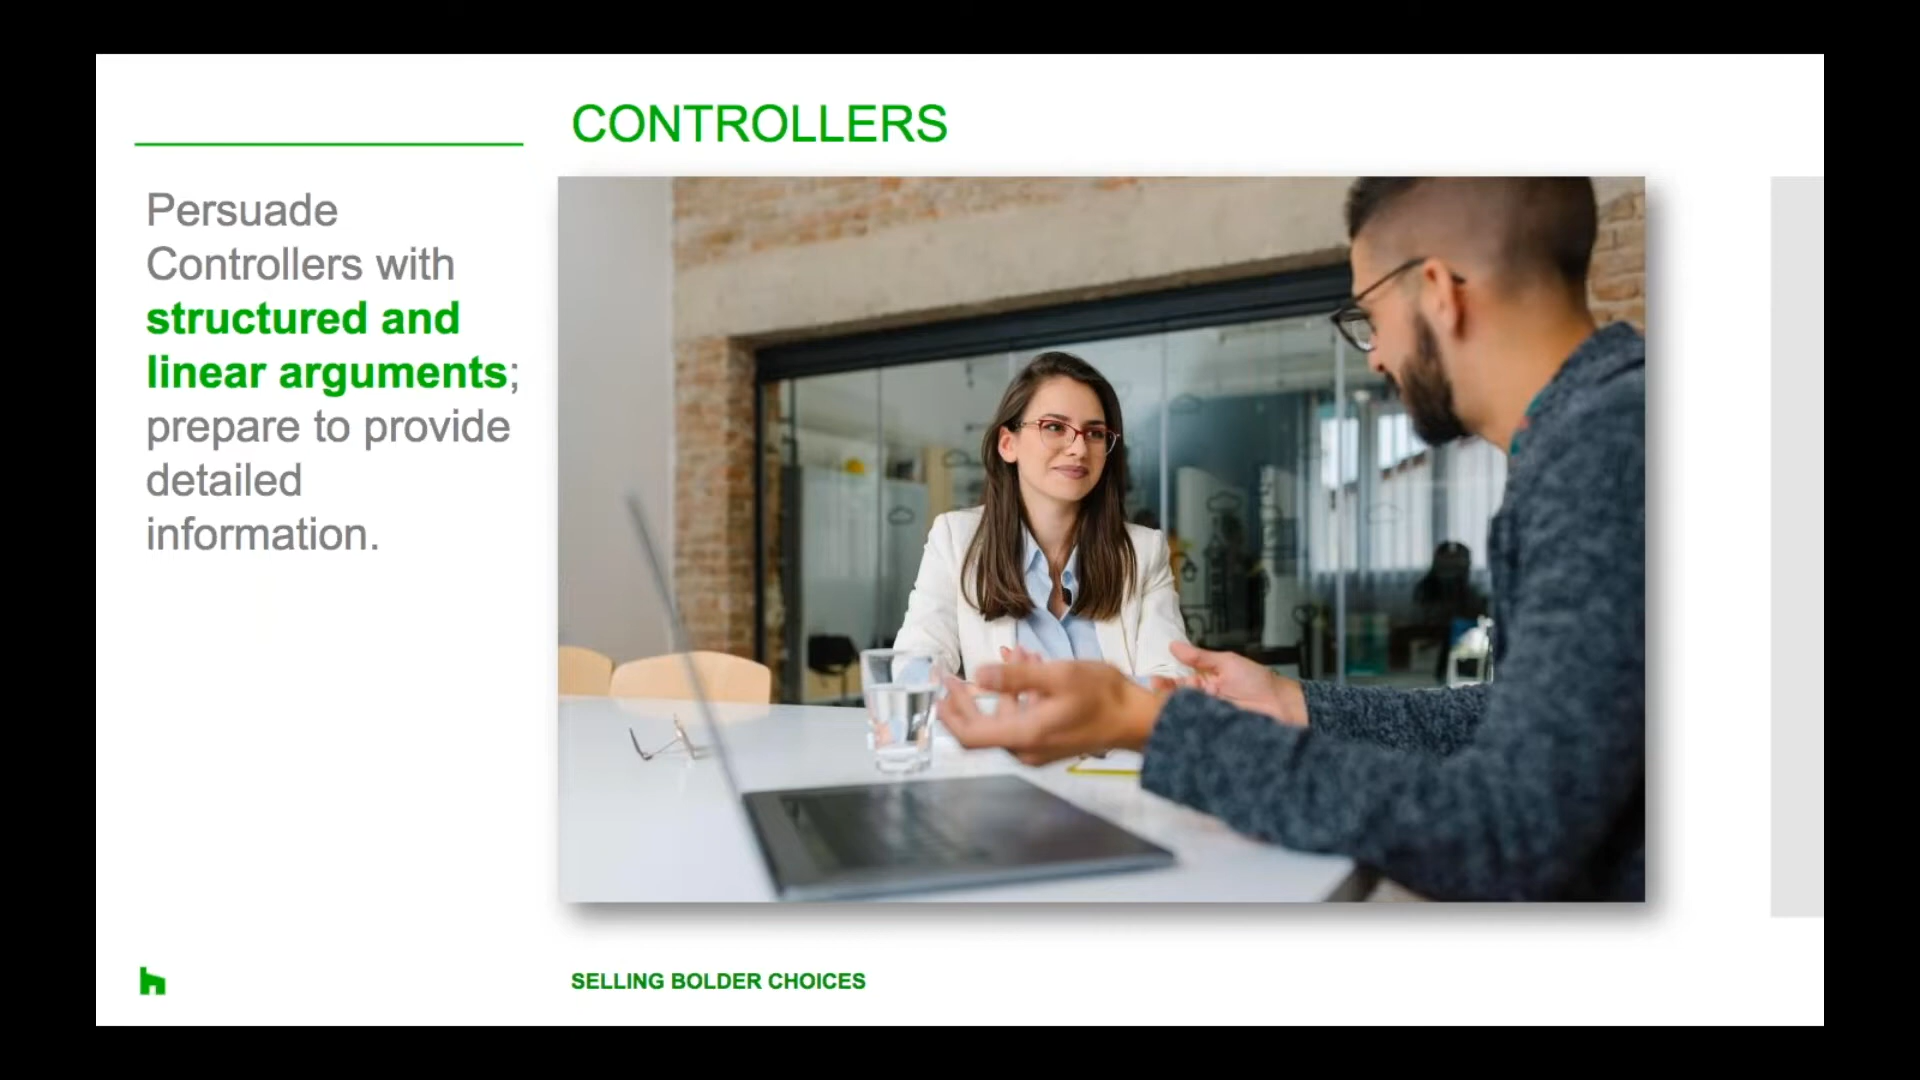 CONTROLLERS
Persuade
Controllers with
structured and
linear arguments;
prepare to provide
detailed
information.
SELLING BOLDER CHOICES